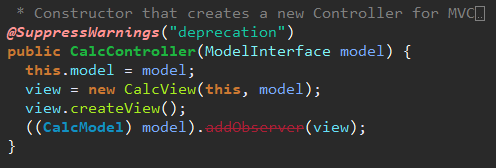 * Constructor that creates a new Controller for MVC
@SuppressWarnings("deprecation")
public CalcController(ModelInterface model) {
this.model = model;
view = new CalcView(this, model);
view.createView();
((CalcModel) model).addObserver(view);
}